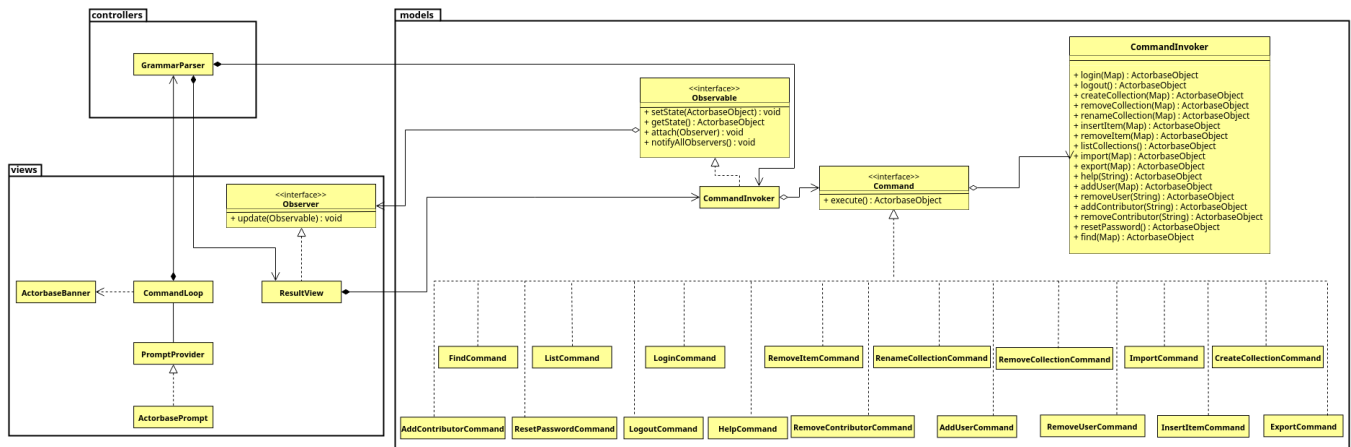 controllers
GrammarParser
views
<<interface>>
Observer
+ update(Observable) : void
ActorbaseBanner
CommandLoop
ResultView
PromptProvider
ActorbasePrompt
models
<<interface>>
Observable
+ setState(ActorbaseObject) : void
+ getState() : ActorbaseObject
+ attach(Observer) : void
+ notifyAllObservers() : void
CommandInvoker
<<interface>>
Command
+ execute() : ActorbaseObject
CommandInvoker
+ login(Map) : ActorbaseObject
+ logout() : ActorbaseObject
+ createCollection(Map) : ActorbaseObject
+ removeCollection(Map) : ActorbaseObject
+ renameCollection(Map) : ActorbaseObject
+ insertItem(Map) : ActorbaseObject
+ removeItem(Map) : ActorbaseObject
+ listCollections() : ActorbaseObject
+ import(Map) : ActorbaseObject
+ export(Map) : ActorbaseObject
+ help(String) : ActorbaseObject
+ addUser(Map) : ActorbaseObject
+ removeUser(String) : ActorbaseObject
+ addContributor(String) : ActorbaseObject
+ removeContributor(String) : ActorbaseObject
+ resetPassword() : ActorbaseObject
+ find(Map) : ActorbaseObject
FindCommand
ListCommand
LoginCommand
RemoveItemCommand
RenameCollectionCommand
RemoveCollectionCommand
ImportCommand
CreateCollectionCommand
AddContributorCommand
ResetPasswordCommand
LogoutCommand
HelpCommand
RemoveContributorCommand
AddUserCommand
RemoveUserCommand
InsertItemCommand
ExportCommand